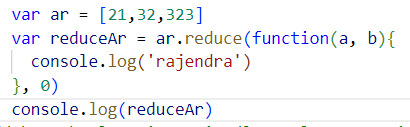 var ar = [21,32,323]
var reduceAr = ar.reduce(function(a, b){
  console.log('rajendra')
}, 0)
console.log(reduceAr)